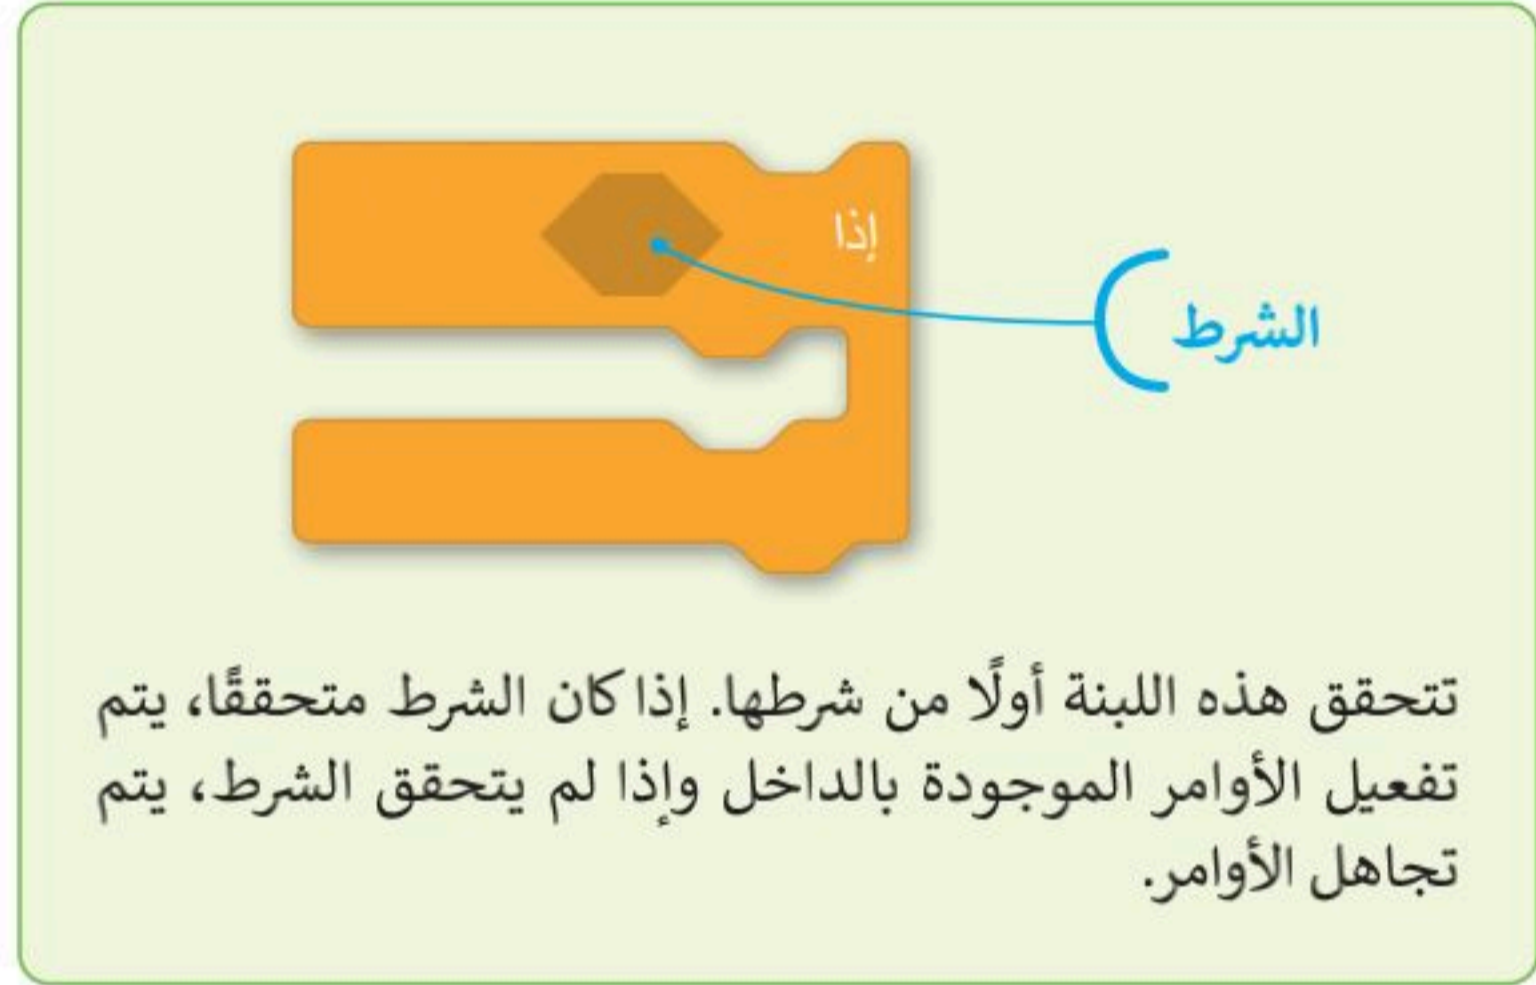 إذا
الشرط
تتحقق هذه اللبنة أولًا من شرطها. إذا كان الشرط متحققًا، يتم
تفعيل الأوامر الموجودة بالداخل وإذا لم يتحقق الشرط، يتم
تجاهل الأوامر.